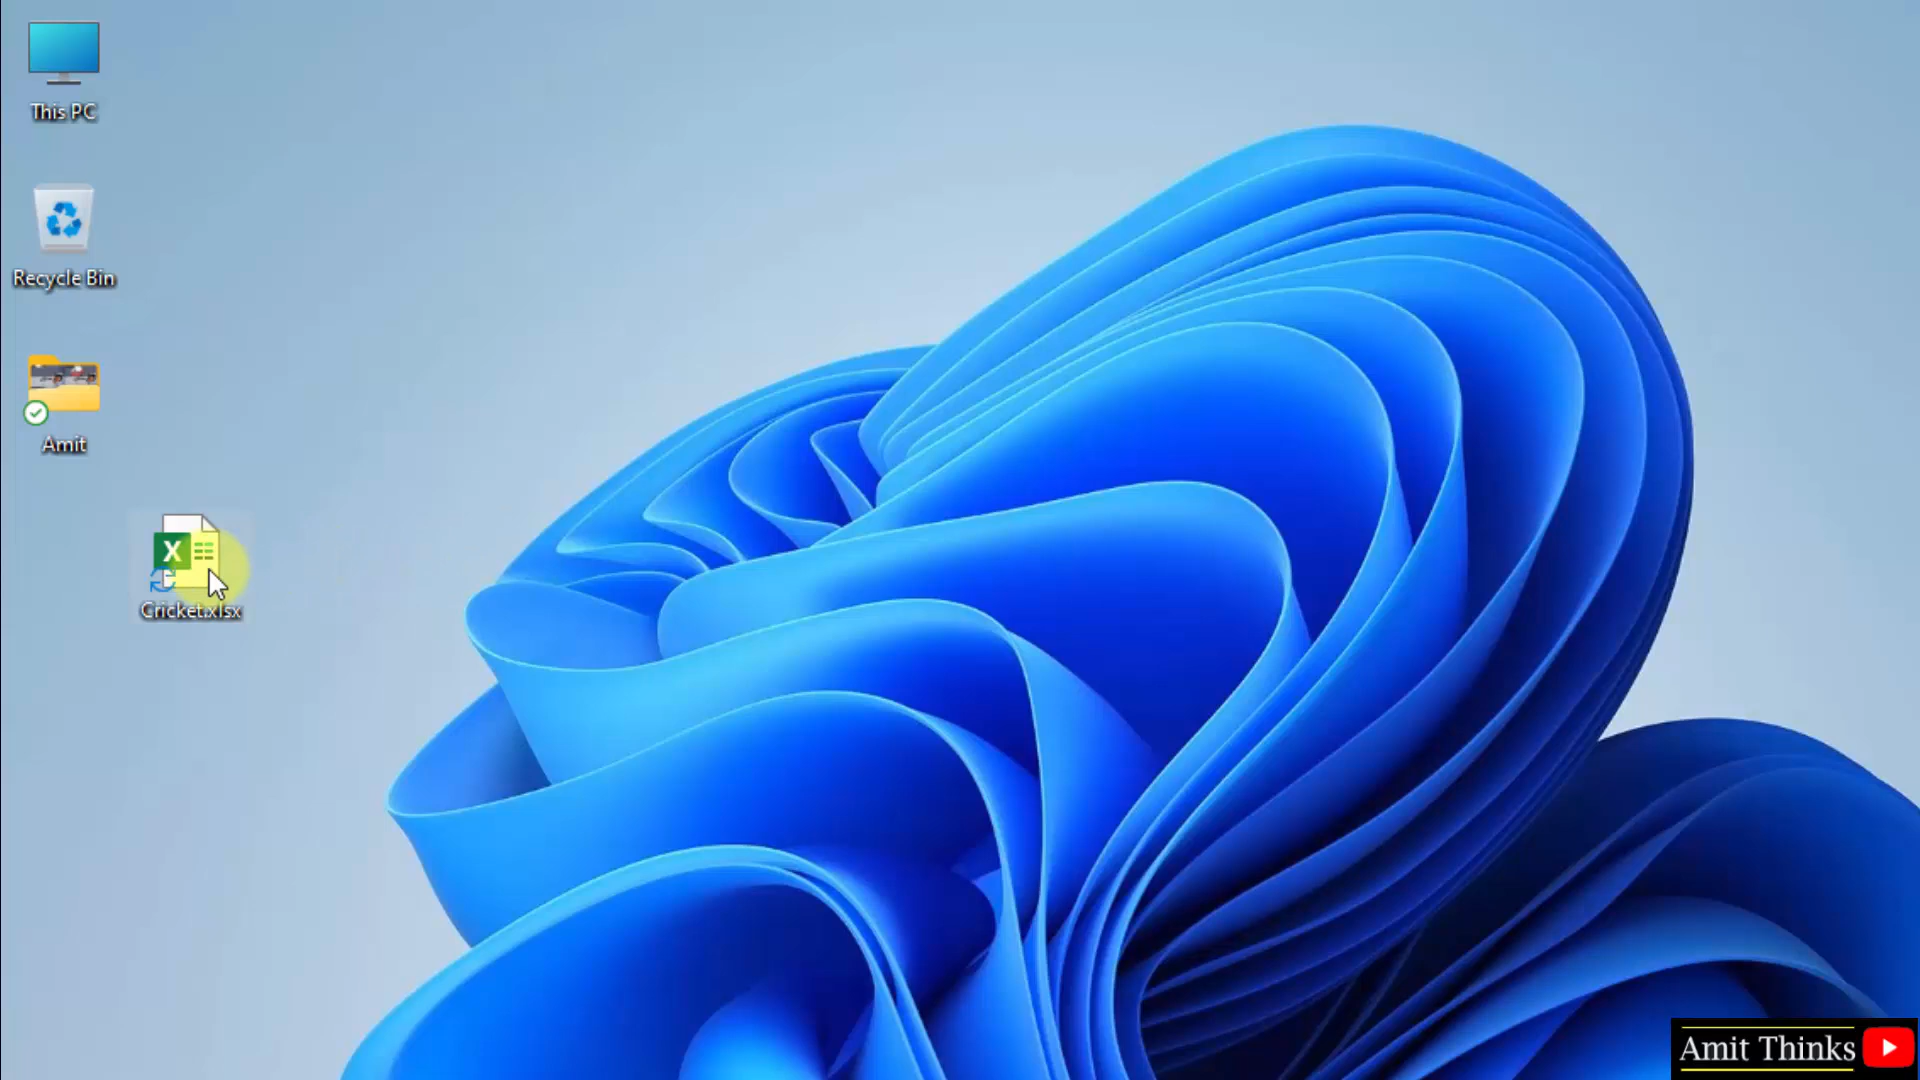 This PC
Recycle Bin
Amit
X
Cricket.xlsx
Amit Thinks